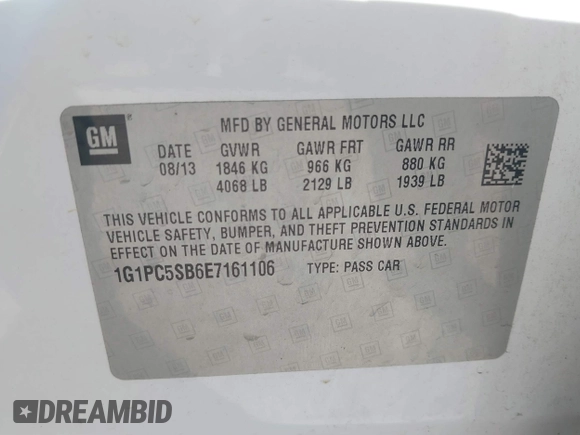 GM
MFD BY GENERAL MOTORS LLC
DATE GVWR GAWR FRT GAWR RR
08/13 1846 KG 966 KG 880 KG
4068 LB 2129 LB 1939 LB
THIS VEHICLE CONFORMS TO ALL APPLICABLE U.S. FEDERAL MOTOR
VEHICLE SAFETY, BUMPER, AND THEFT PREVENTION STANDARDS IN
EFFECT ON THE DATE OF MANUFACTURE SHOWN ABOVE.
1G1PC5SB6E7161106 TYPE: PASS CAR
DREAMBID